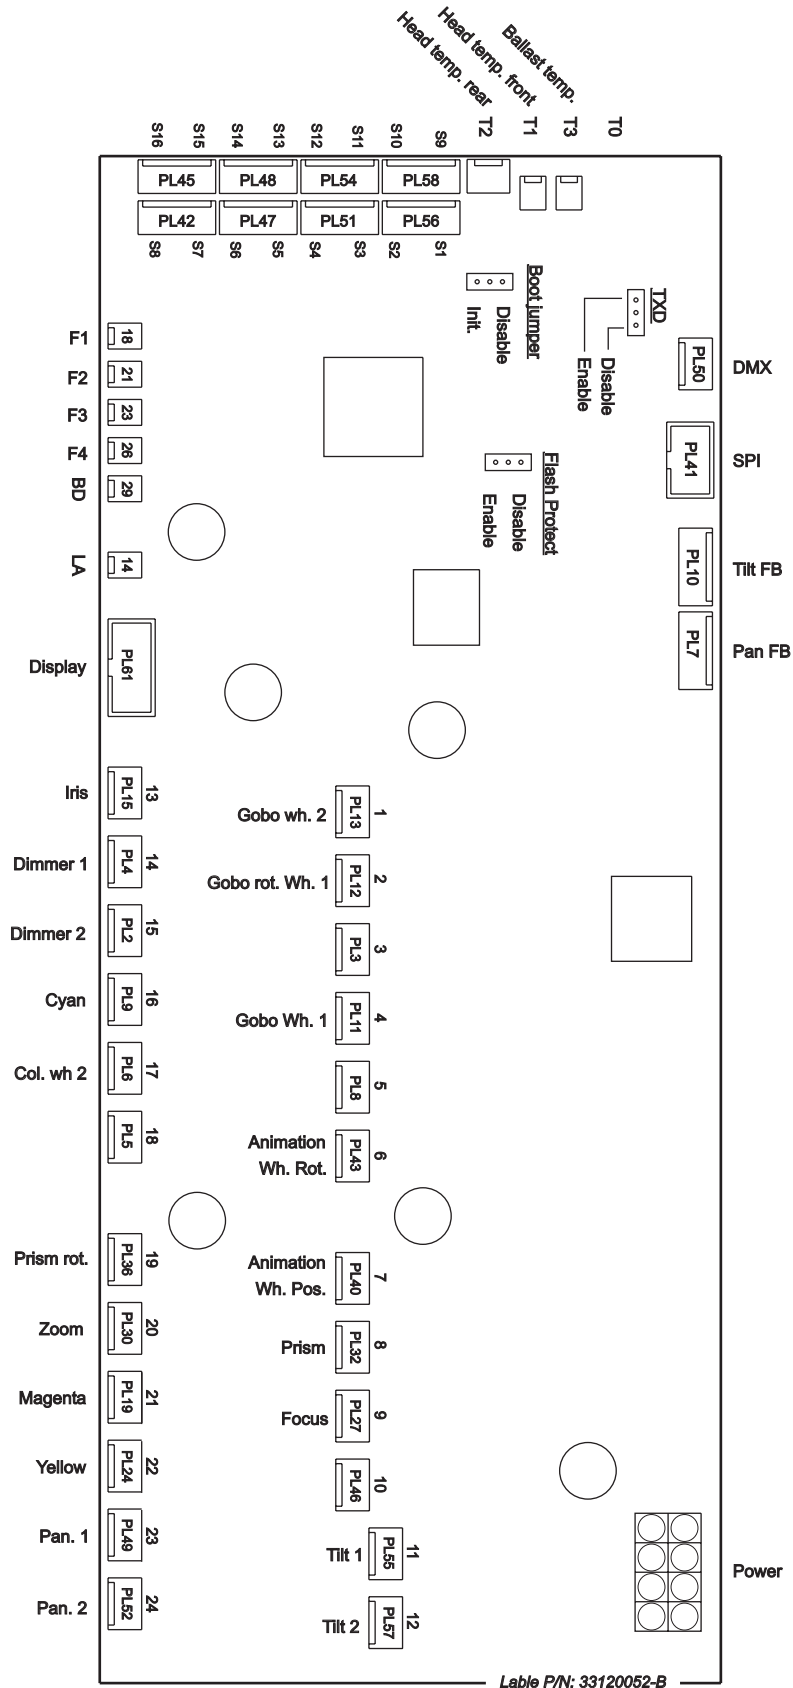 Ballast temp.
Head temp. front
Head temp. rear
S16
S15
S14
S13
S12
S11
S10
S9
T2
T1
T3
T0
PL45
PL48
PL54
PL58
PL42
PL47
PL51
PL56
S8
S7
S6
S5
S4
S3
S2
S1
Boot jumper
Disable
Init.
TXD
Disable
Enable
F1
18
F2
21
F3
23
F4
26
BD
29
LA
14
PL50
DMX
PL41
SPI
Flash Protect
Disable
Enable
PL10
Tilt FB
PL7
Pan FB
Display
PL61
Iris
PL15
13
Dimmer 1
PL4
14
Dimmer 2
PL2
15
Cyan
PL9
16
Col. wh 2
PL6
17
PL5
18
Prism rot.
PL36
19
Zoom
PL30
20
Magenta
PL19
21
Yellow
PL24
22
Pan. 1
PL49
23
Pan. 2
PL52
24
Gobo wh. 2
PL13
1
Gobo rot. Wh. 1
PL12
2
PL3
3
Gobo Wh. 1
PL11
4
PL8
5
Animation
Wh. Rot.
PL43
6
Animation
Wh. Pos.
PL40
7
Prism
PL32
8
Focus
PL27
9
PL46
10
Tilt 1
PL55
11
Tilt 2
PL57
12
Power
Lable P/N: 33120052-B